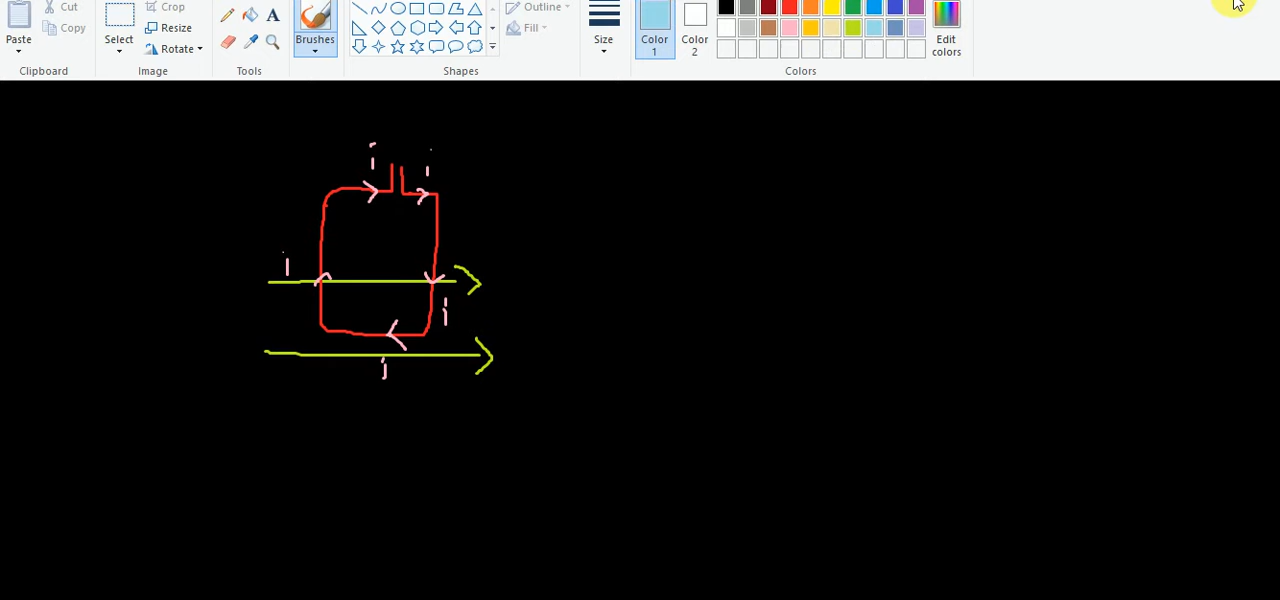 Cut
Crop
Outline
Copy
Resize
Fill
Paste
Select
Rotate
Brushes
Size
Color 1
Color 2
Edit colors
Clipboard
Image
Tools
A
Shapes
Colors
i i
i
i
i